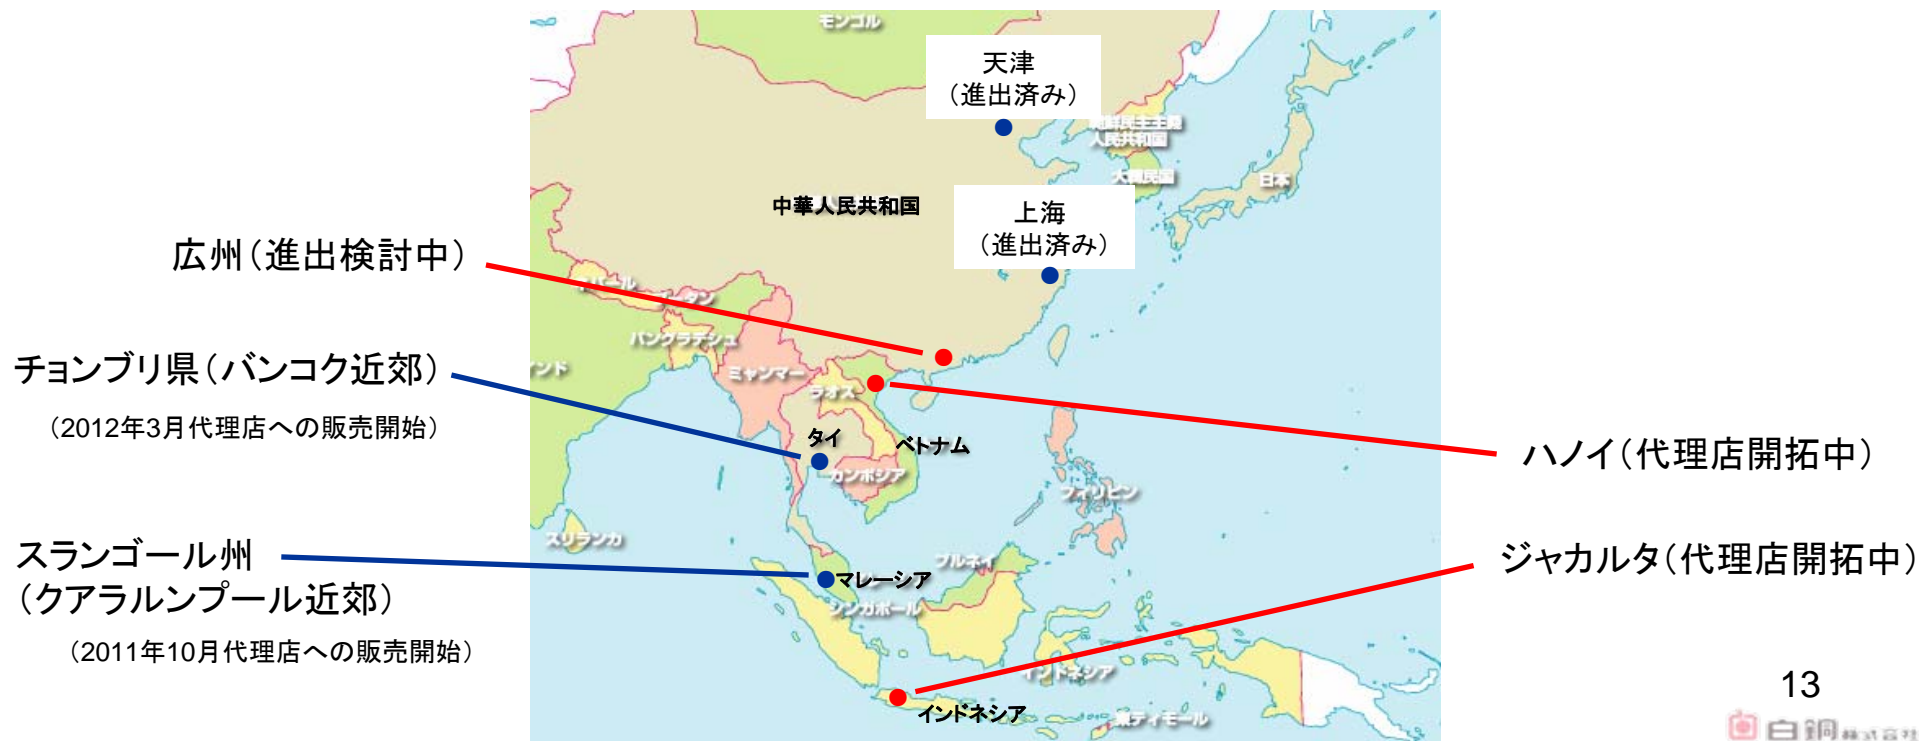 モンゴル
天津
（進出済み）
朝鮮民主主義
人民共和国
大韓民国
日本
中華人民共和国
上海
（進出済み）
広州（進出検討中）
ネパール
ブータン
バングラデシュ
チョンブリ県（バンコク近郊）
インド
ミャンマー
ラオス
（2012年3月代理店への販売開始）
タイ
ベトナム
ハノイ（代理店開拓中）
カンボジア
フィリピン
スリランカ
スランゴール州
（クアラルンプール近郊）
ブルネイ
ジャカルタ（代理店開拓中）
マレーシア
シンガポール
（2011年10月代理店への販売開始）
インドネシア
インドネシア
東ティモール
13
白銅株式会社